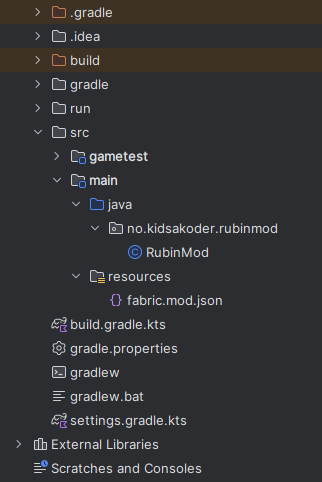 .gradle
.idea
build
gradle
run
src
gametest
main
java
no.kidsakoder.rubinmod
RubinMod
resources
fabric.mod.json
build.gradle.kts
gradle.properties
gradlew
gradlew.bat
settings.gradle.kts
External Libraries
Scratches and Consoles